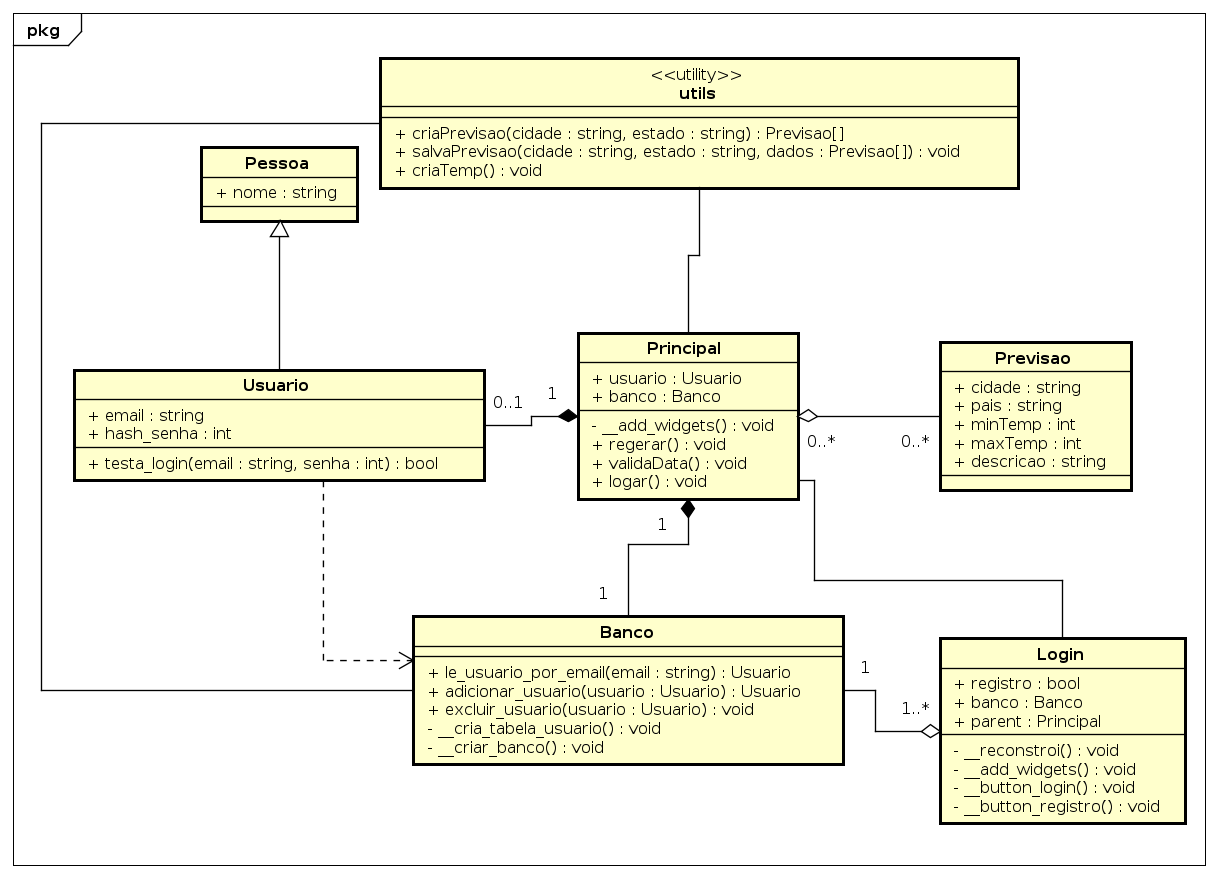 pkg
<<utility>>
utils
+ criaPrevisao(cidade : string, estado : string) : Previsao[]
+ salvaPrevisao(cidade : string, estado : string, dados : Previsao[]) : void
+ criaTemp() : void
Pessoa
+ nome : string
Usuario
+ email : string
+ hash_senha : int
+ testa_login(email : string, senha : int) : bool
0..1
1
Principal
+ usuario : Usuario
+ banco : Banco
- __add_widgets() : void
+ regerar() : void
+ validaData() : void
+ logar() : void
0..*
0..*
Previsao
+ cidade : string
+ pais : string
+ minTemp : int
+ maxTemp : int
+ descricao : string
1
1
Banco
+ le_usuario_por_email(email : string) : Usuario
+ adicionar_usuario(usuario : Usuario) : Usuario
+ excluir_usuario(usuario : Usuario) : void
- __cria_tabela_usuario() : void
- __criar_banco() : void
1
1..*
Login
+ registro : bool
+ banco : Banco
+ parent : Principal
- __reconstroi() : void
- __add_widgets() : void
- __button_login() : void
- __button_registro() : void